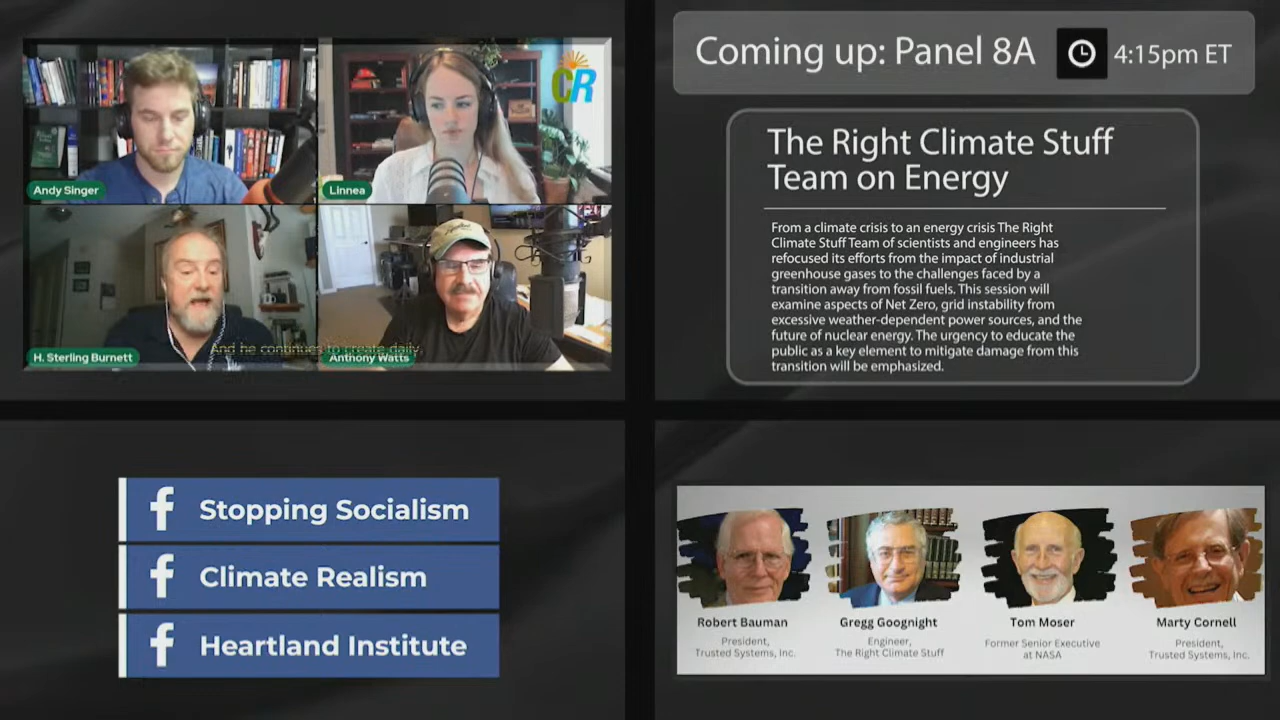 CR
Andy Singer
Linnea
H. Sterling Burnett
And he continues to create daily,
Anthony Watts
Coming up: Panel 8A
4:15pm ET
The Right Climate Stuff
Team on Energy
From a climate crisis to an energy crisis The Right
Climate Stuff Team of scientists and engineers has
refocused its efforts from the impact of industrial
greenhouse gases to the challenges faced by a
transition away from fossil fuels. This session will
examine aspects of Net Zero, grid instability from
excessive weather-dependent power sources, and the
future of nuclear energy. The urgency to educate the
public as a key element to mitigate damage from this
transition will be emphasized.
f Stopping Socialism
f Climate Realism
f Heartland Institute
Robert Bauman
President,
Trusted Systems, Inc.
Gregg Goognight
Engineer,
The Right Climate Stuff
Tom Moser
Former Senior Executive
at NASA
Marty Cornell
President,
Trusted Systems, Inc.